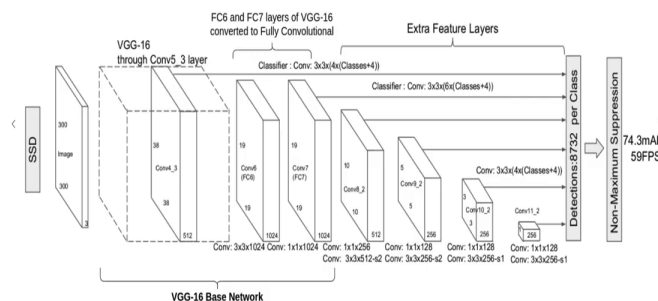 FC6 and FC7 layers of VGG-16
converted to Fully Convolutional
Extra Feature Layers
VGG-16
through Conv5_3 layer
Classifier : Conv: 3x3x(4x(Classes+4))
Classifier : Conv: 3x3x(6x(Classes+4))
SSD
300
Image
300
3
38
Conv4_3
38
512
19
Conv6
(FC6)
19
1024
19
Conv7
(FC7)
19
1024
10
Conv8_2
10
512
5
Conv9_2
5
256
Conv: 3x3x(4x(Classes+4))
3
Conv10_2
3
256
Conv11_2
256
Detections:8732 per Class
Non-Maximum Suppression
74.3mA
59FPS
Conv: 3x3x1024
Conv: 1x1x1024
Conv: 1x1x256
Conv: 3x3x512-s2
Conv: 1x1x128
Conv: 3x3x256-s2
Conv: 1x1x128
Conv: 3x3x256-s1
Conv: 1x1x128
Conv: 3x3x256-s1
VGG-16 Base Network